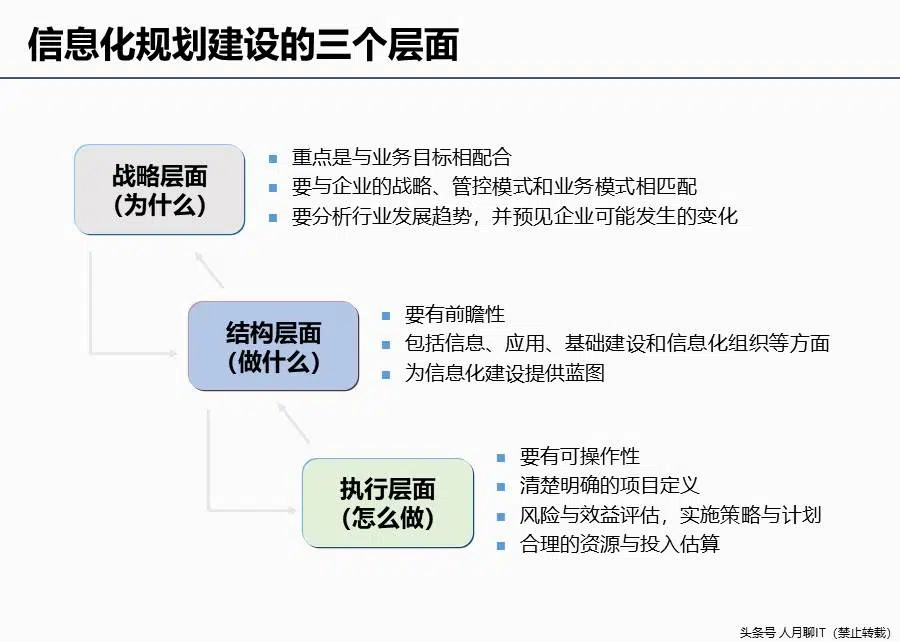 信息化规划建设的三个层面
战略层面
(为什么)
重点是与业务目标相配合
要与企业的战略、管控模式和业务模式相匹配
要分析行业发展趋势，并预见企业可能发生的变化
结构层面
(做什么)
要有前瞻性
包括信息、应用、基础建设和信息化组织等方面
为信息化建设提供蓝图
执行层面
(怎么做)
要有可操作性
清楚明确的项目定义
风险与效益评估，实施策略与计划
合理的资源与投入估算
头条号 人月聊IT（禁止转载）